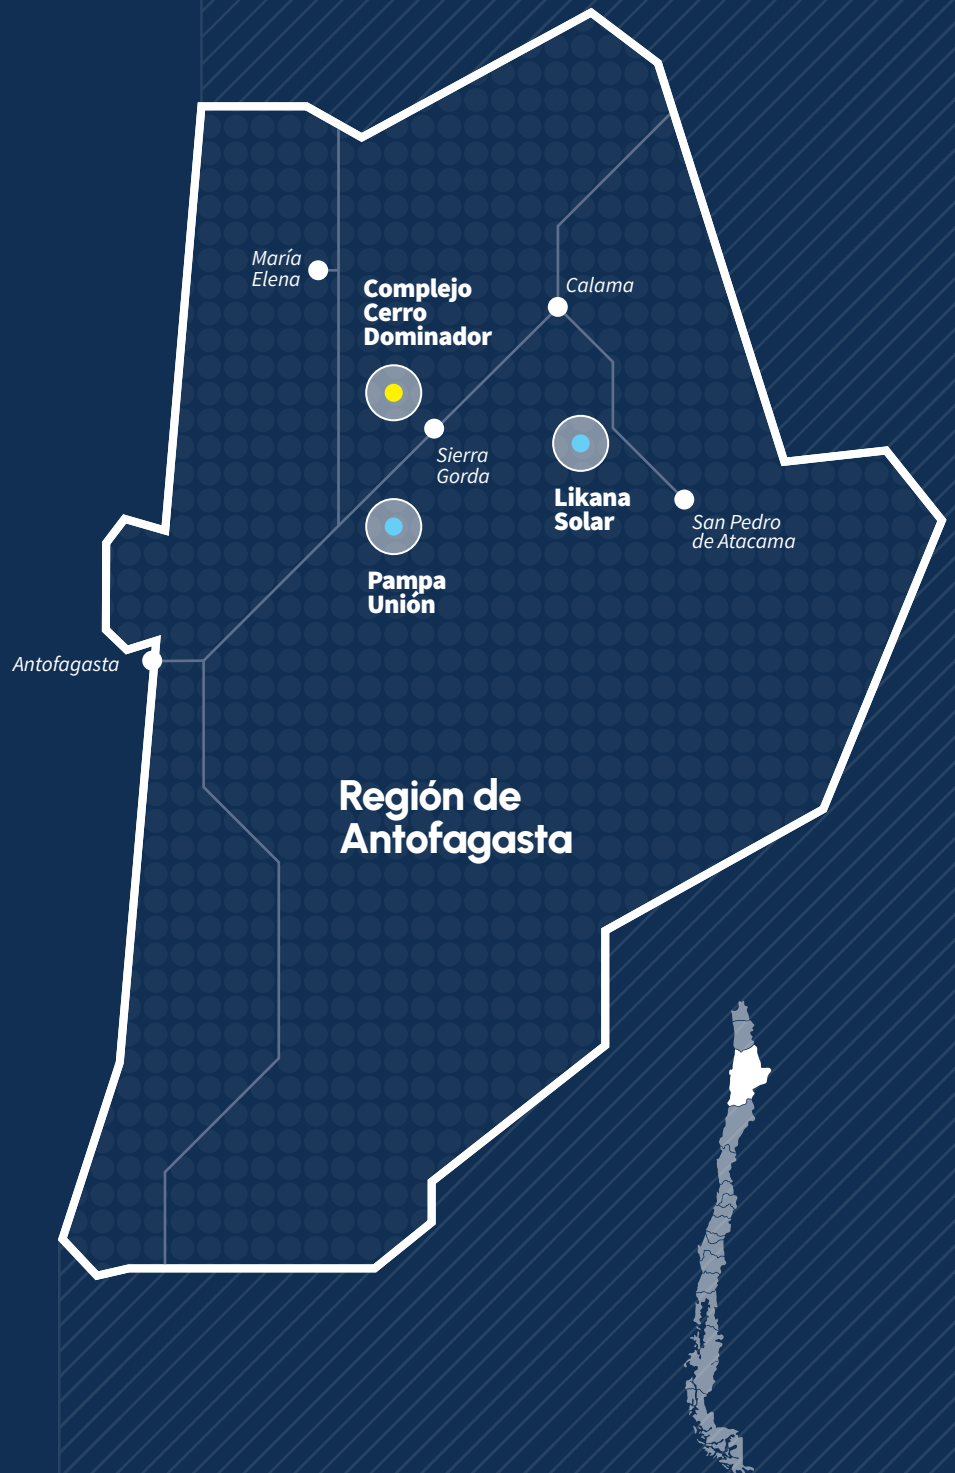 María
Elena
Complejo
Cerro
Dominador
Calama
Sierra
Gorda
Likana
Solar
San Pedro
de Atacama
Pampa
Unión
Antofagasta
Región de
Antofagasta